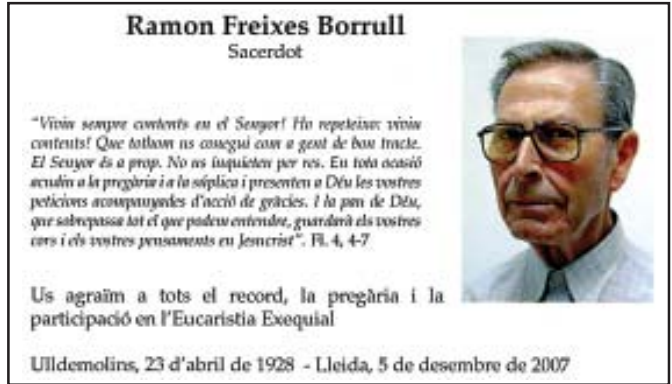 Ramon Freixes Borrull
Sacerdot
"Viviu sempre contents en el Senyor! Ho repeteixo: viviu
contents! Que tothom us conegui com a gent de bon tracte.
El Senyor és a prop. No us inquieteu per res. En tota ocasió
acudiu a la pregària i a la súplica i presenteu a Déu les vostres
peticions acompanyades d'acció de gràcies. I la pau de Déu,
que sobrepassa tot el que podeu entendre, guardarà els vostres
cors i els vostres pensaments en Jesucrist". Fl. 4, 4-7
Us agraïm a tots el record, la pregària i la
participació en l'Eucaristia Exequial
Ulldemolins, 23 d'abril de 1928 - Lleida, 5 de desembre de 2007